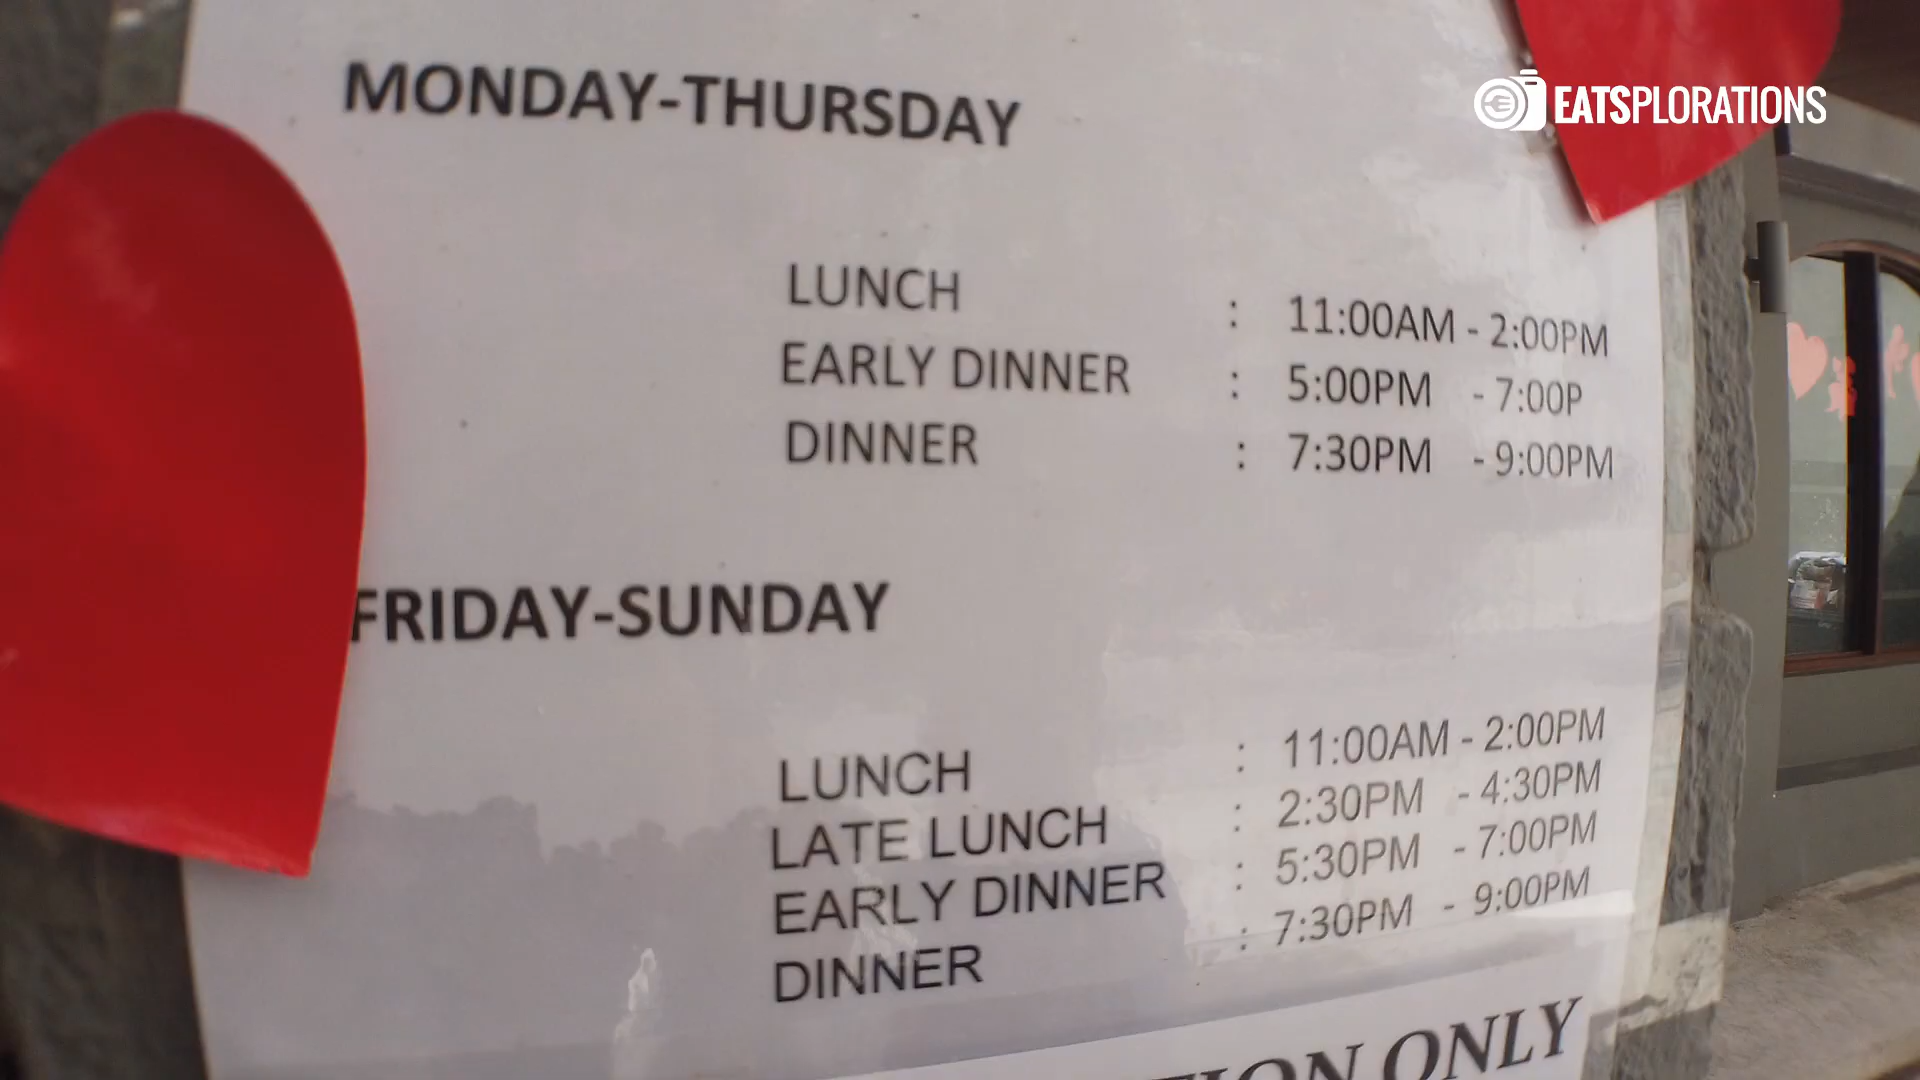 EATSPLORATIONS
MONDAY-THURSDAY
LUNCH : 11:00AM - 2:00PM
EARLY DINNER : 5:00PM - 7:00P
DINNER : 7:30PM - 9:00PM
FRIDAY-SUNDAY
LUNCH : 11:00AM - 2:00PM
LATE LUNCH : 2:30PM - 4:30PM
EARLY DINNER : 5:30PM - 7:00PM
DINNER : 7:30PM - 9:00PM
ONLY